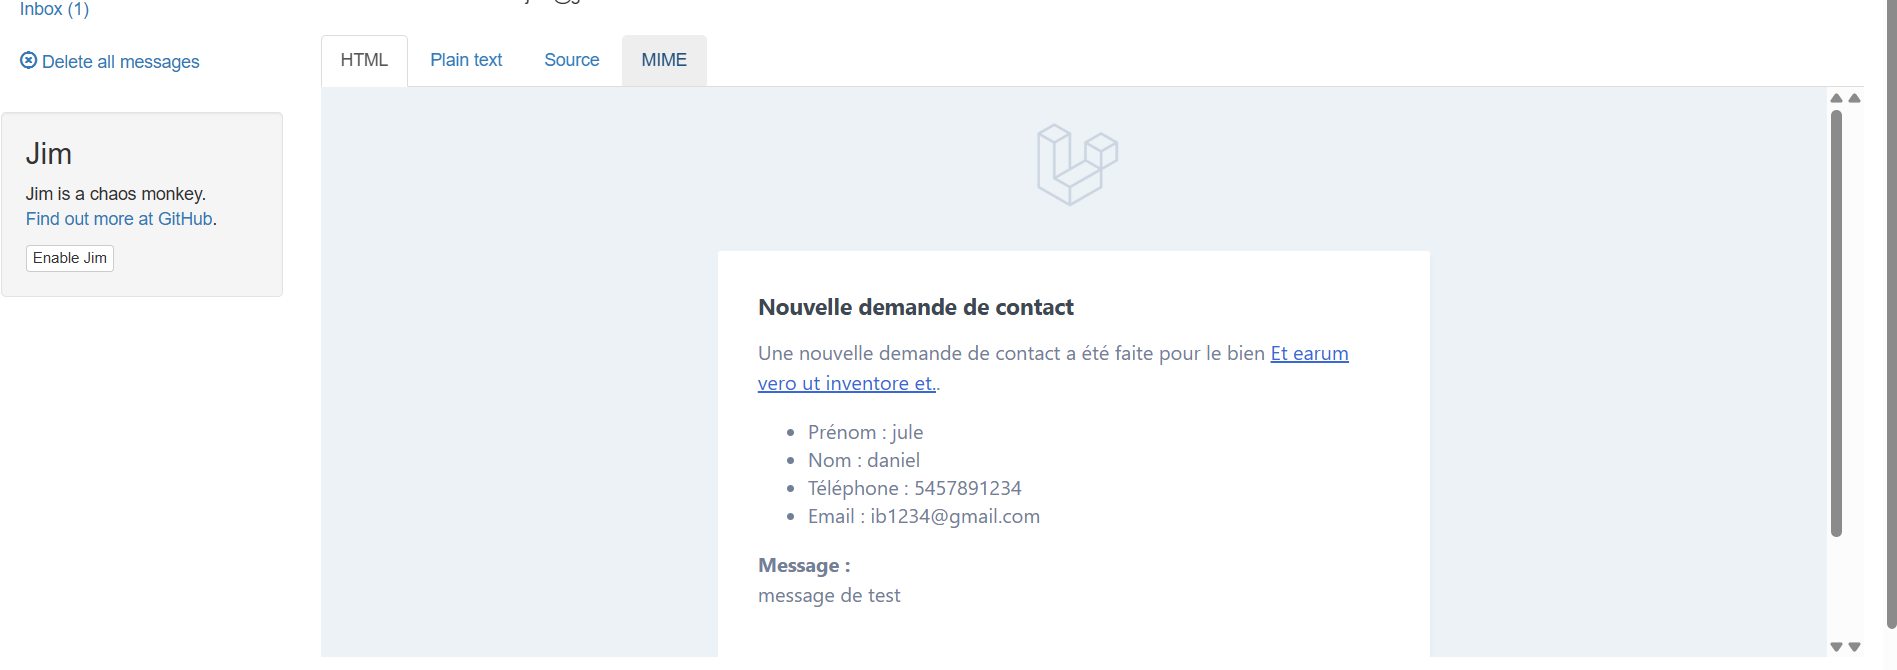 Inbox (1)
Delete all messages
Jim
Jim is a chaos monkey.
Find out more at GitHub.
Enable Jim
HTML Plain text Source MIME
Nouvelle demande de contact
Une nouvelle demande de contact a été faite pour le bien Et earum
vero ut inventore et..
Prénom : jule
Nom : daniel
Téléphone : 5457891234
Email : ib1234@gmail.com
Message :
message de test